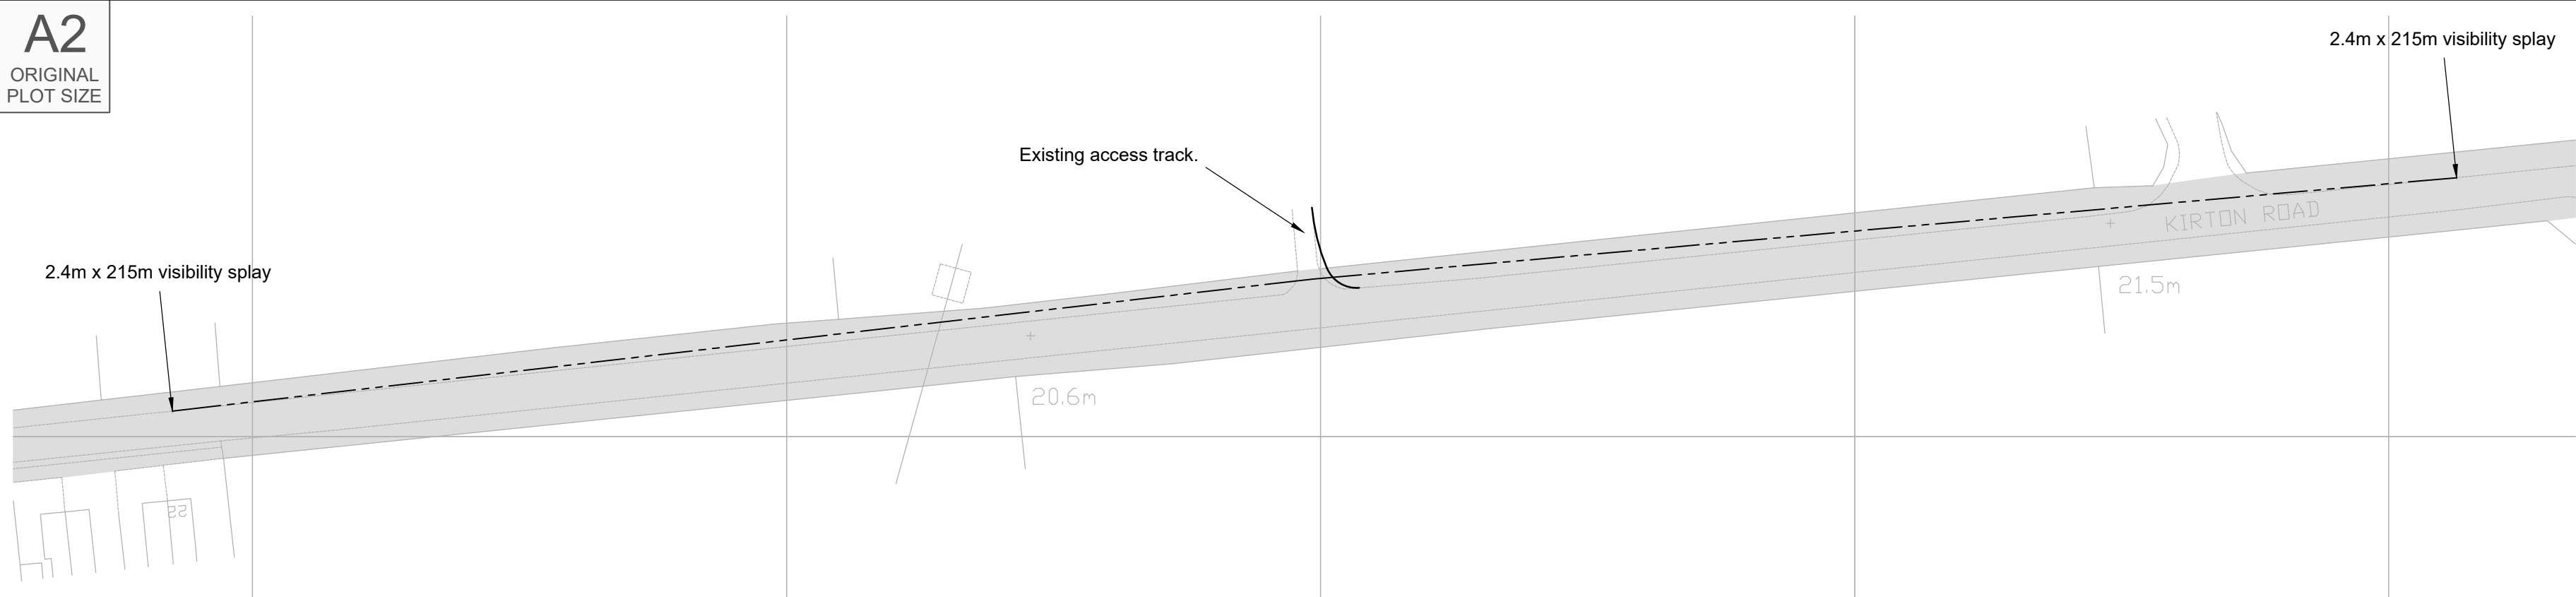 A2
ORIGINAL
PLOT SIZE
2.4m x 215m visibility splay
Existing access track.
KIRTON ROAD
2.4m x 215m visibility splay
21.5m
20.6m
22